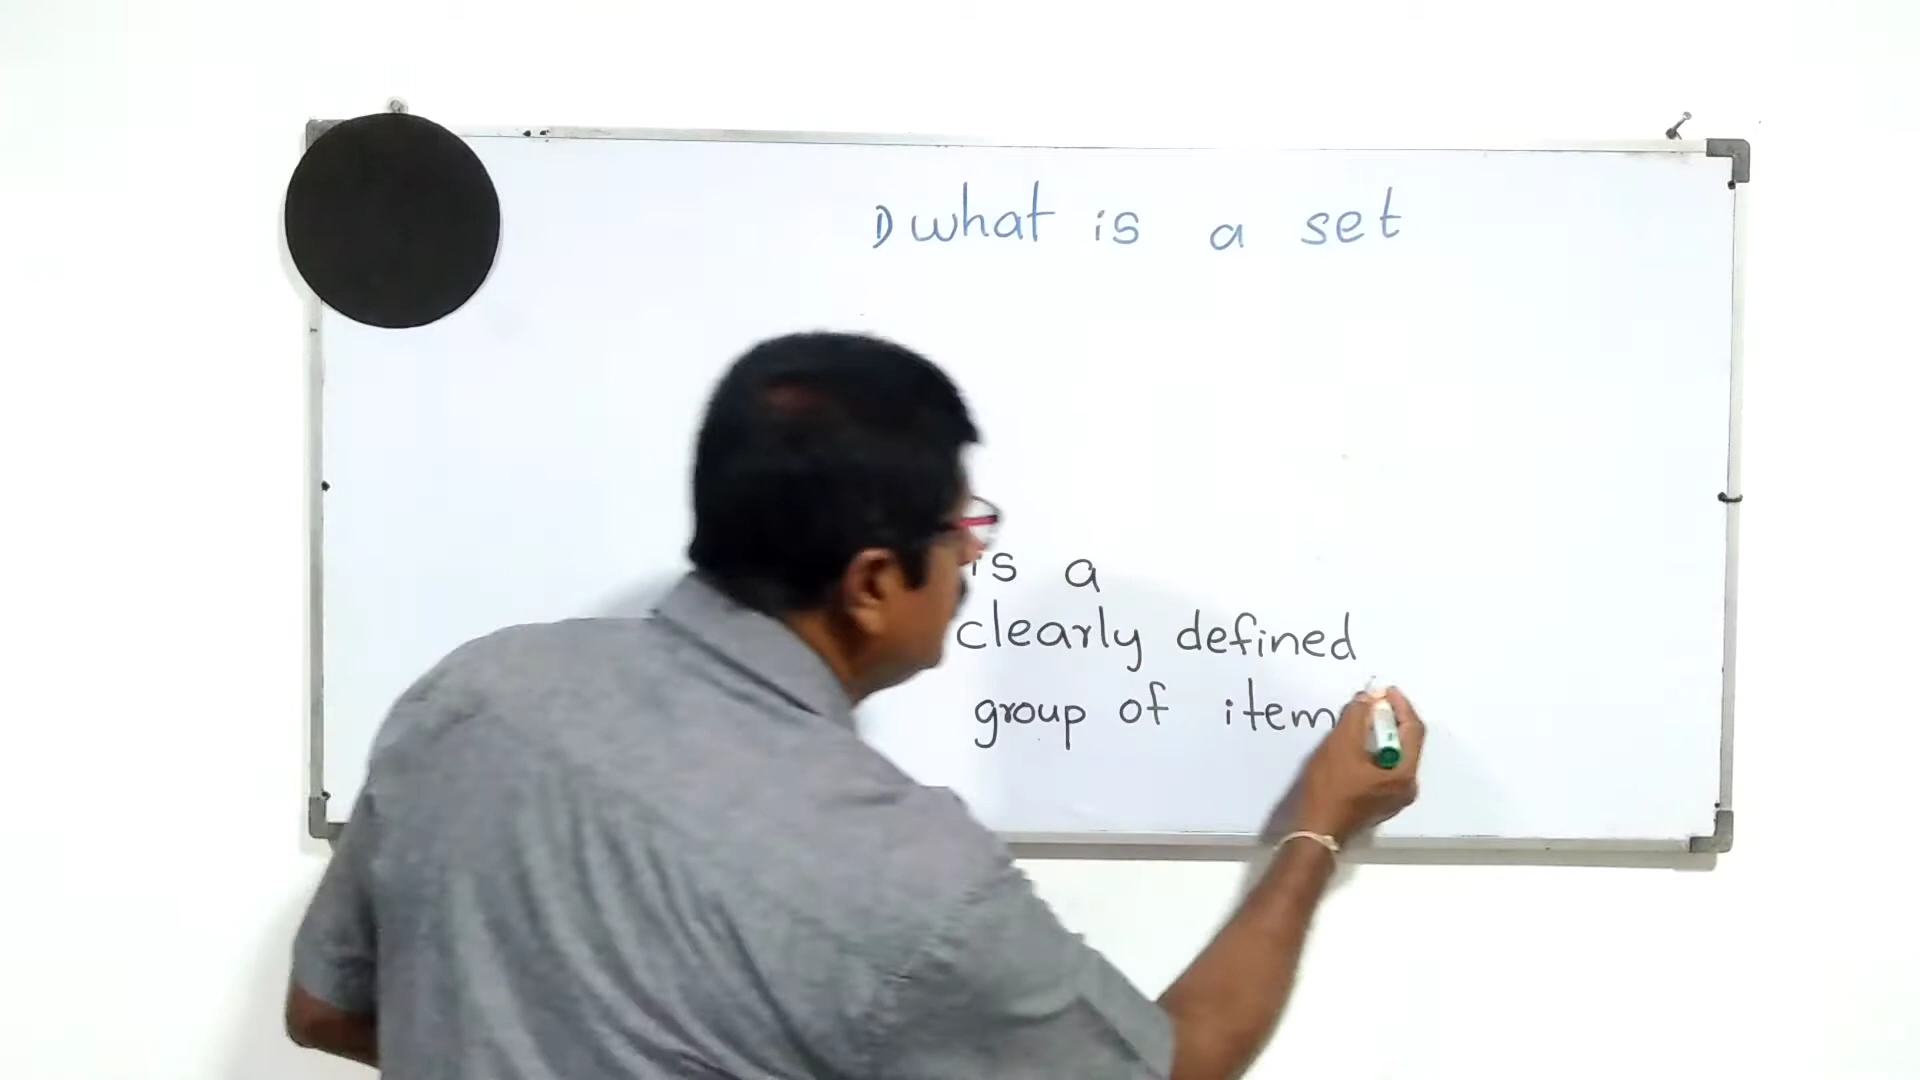 1) what is a set
is a
clearly defined
group of item